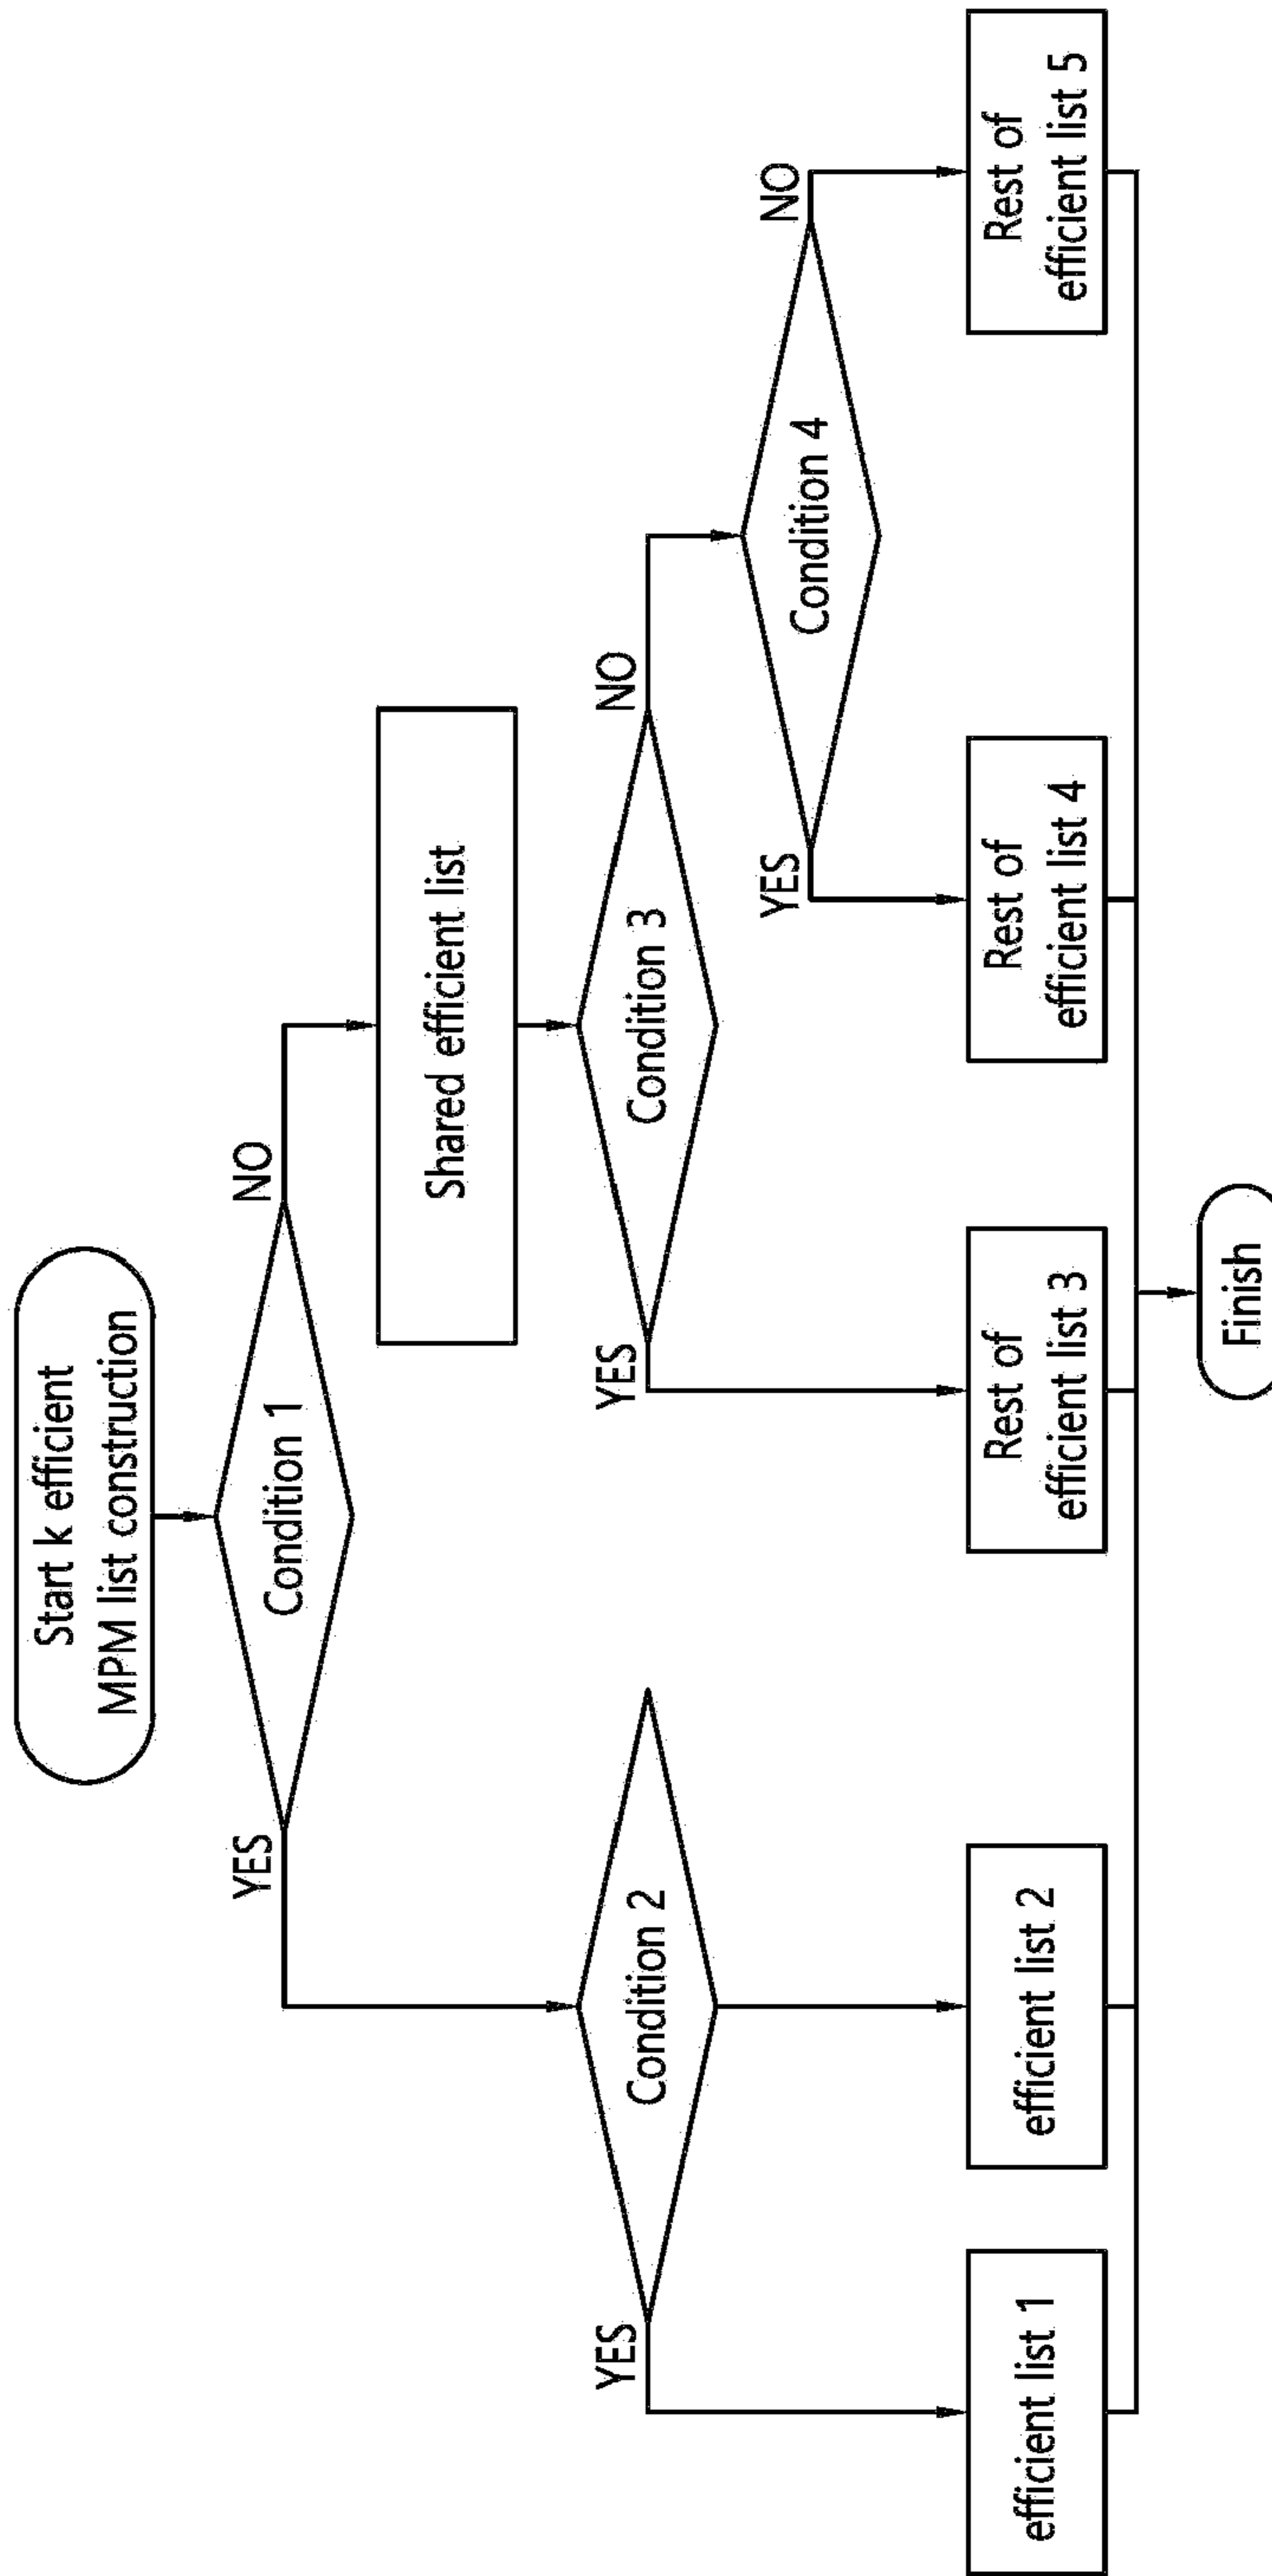 Start k efficient
MPM list construction
Condition 1
YES
NO
Shared efficient list
Condition 2
YES
Condition 3
YES
NO
Condition 4
YES
NO
efficient list 1
efficient list 2
Rest of
efficient list 3
Rest of
efficient list 4
Rest of
efficient list 5
Finish